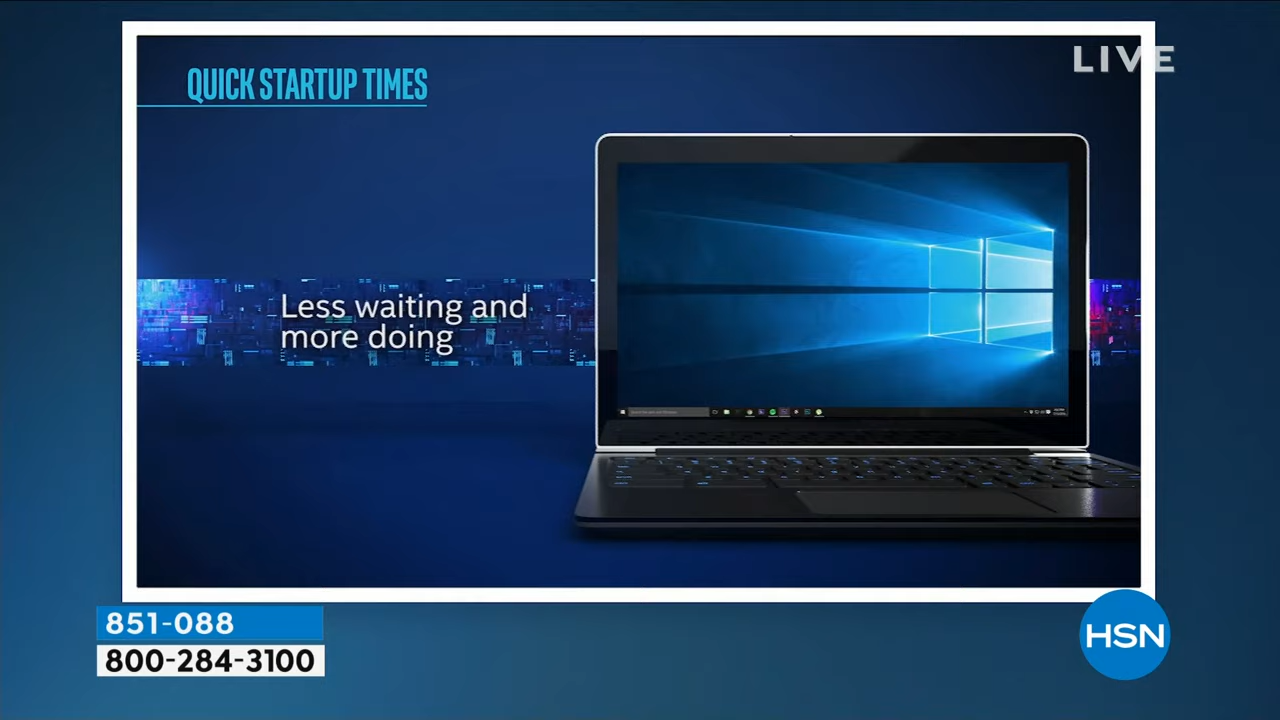 LIVE
QUICK STARTUP TIMES
Less waiting and
more doing
851-088
800-284-3100
HSN